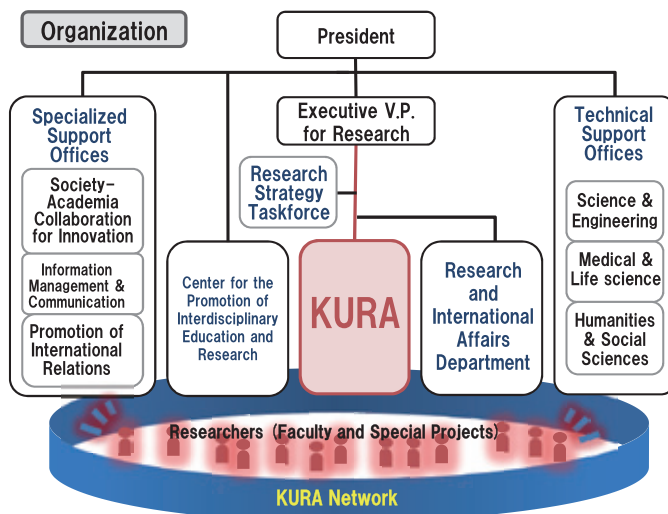 Organization
President
Executive V.P.
for Research
Research
Strategy
Taskforce
Specialized
Support
Offices
Society-
Academia
Collaboration
for Innovation
Information
Management &
Communication
Promotion of
International
Relations
Center for the
Promotion of
Interdisciplinary
Education and
Research
KURA
Research
and
International
Affairs
Department
Technical
Support
Offices
Science &
Engineering
Medical &
Life science
Humanities
& Social
Sciences
Researchers (Faculty and Special Projects)
KURA Network